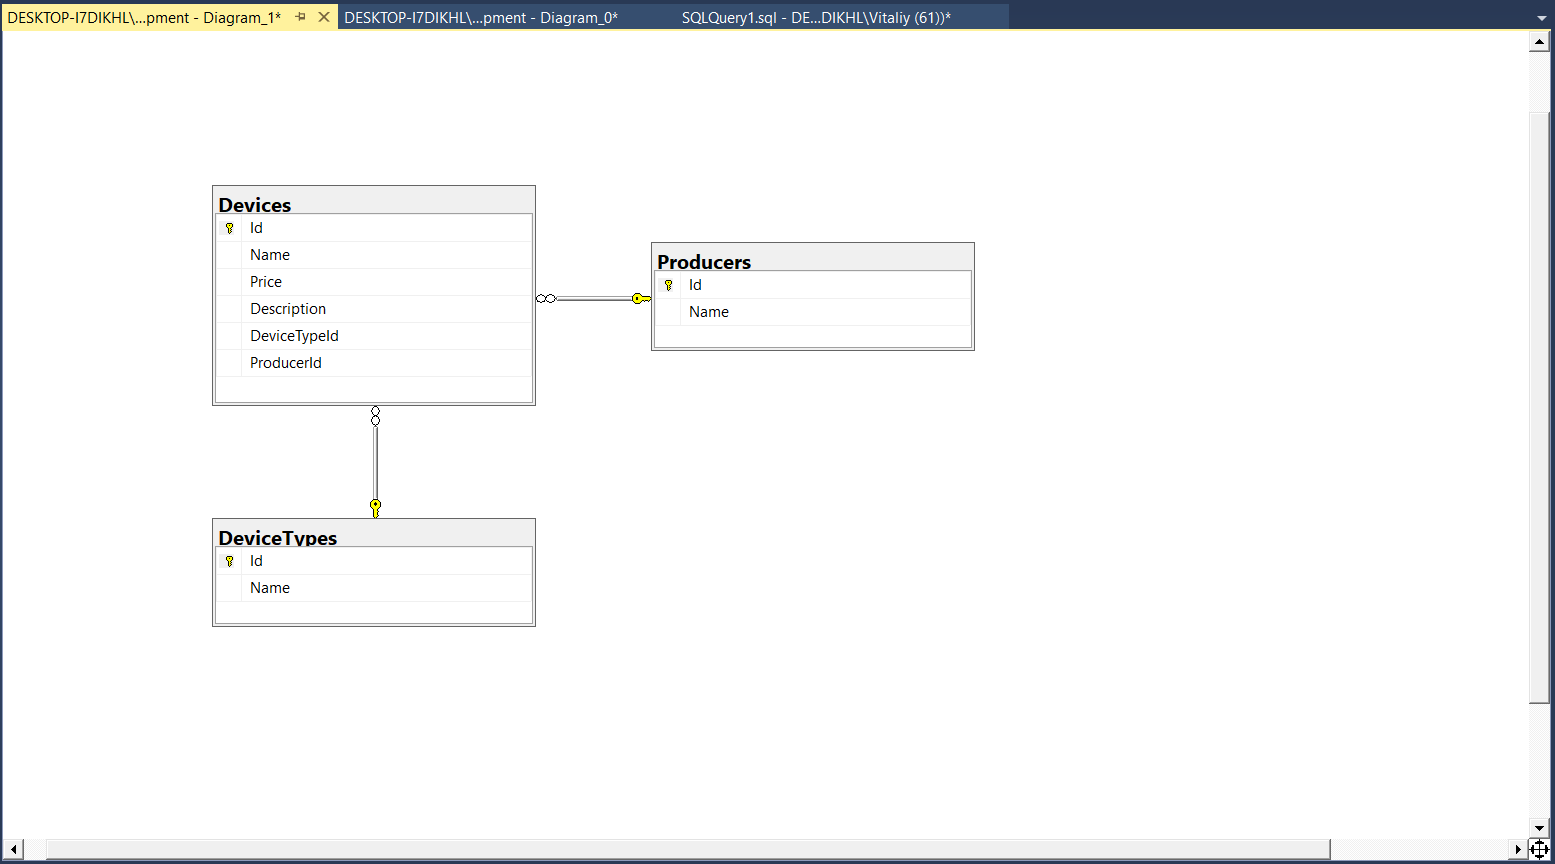 DESKTOP-I7DIKHL\...pment - Diagram_1*
DESKTOP-I7DIKHL\...pment - Diagram_0*
SQLQuery1.sql - DE...DIKHL\Vitaliy (61))*
Devices
Id
Name
Price
Description
DeviceTypeId
ProducerId
Producers
Id
Name
DeviceTypes
Id
Name